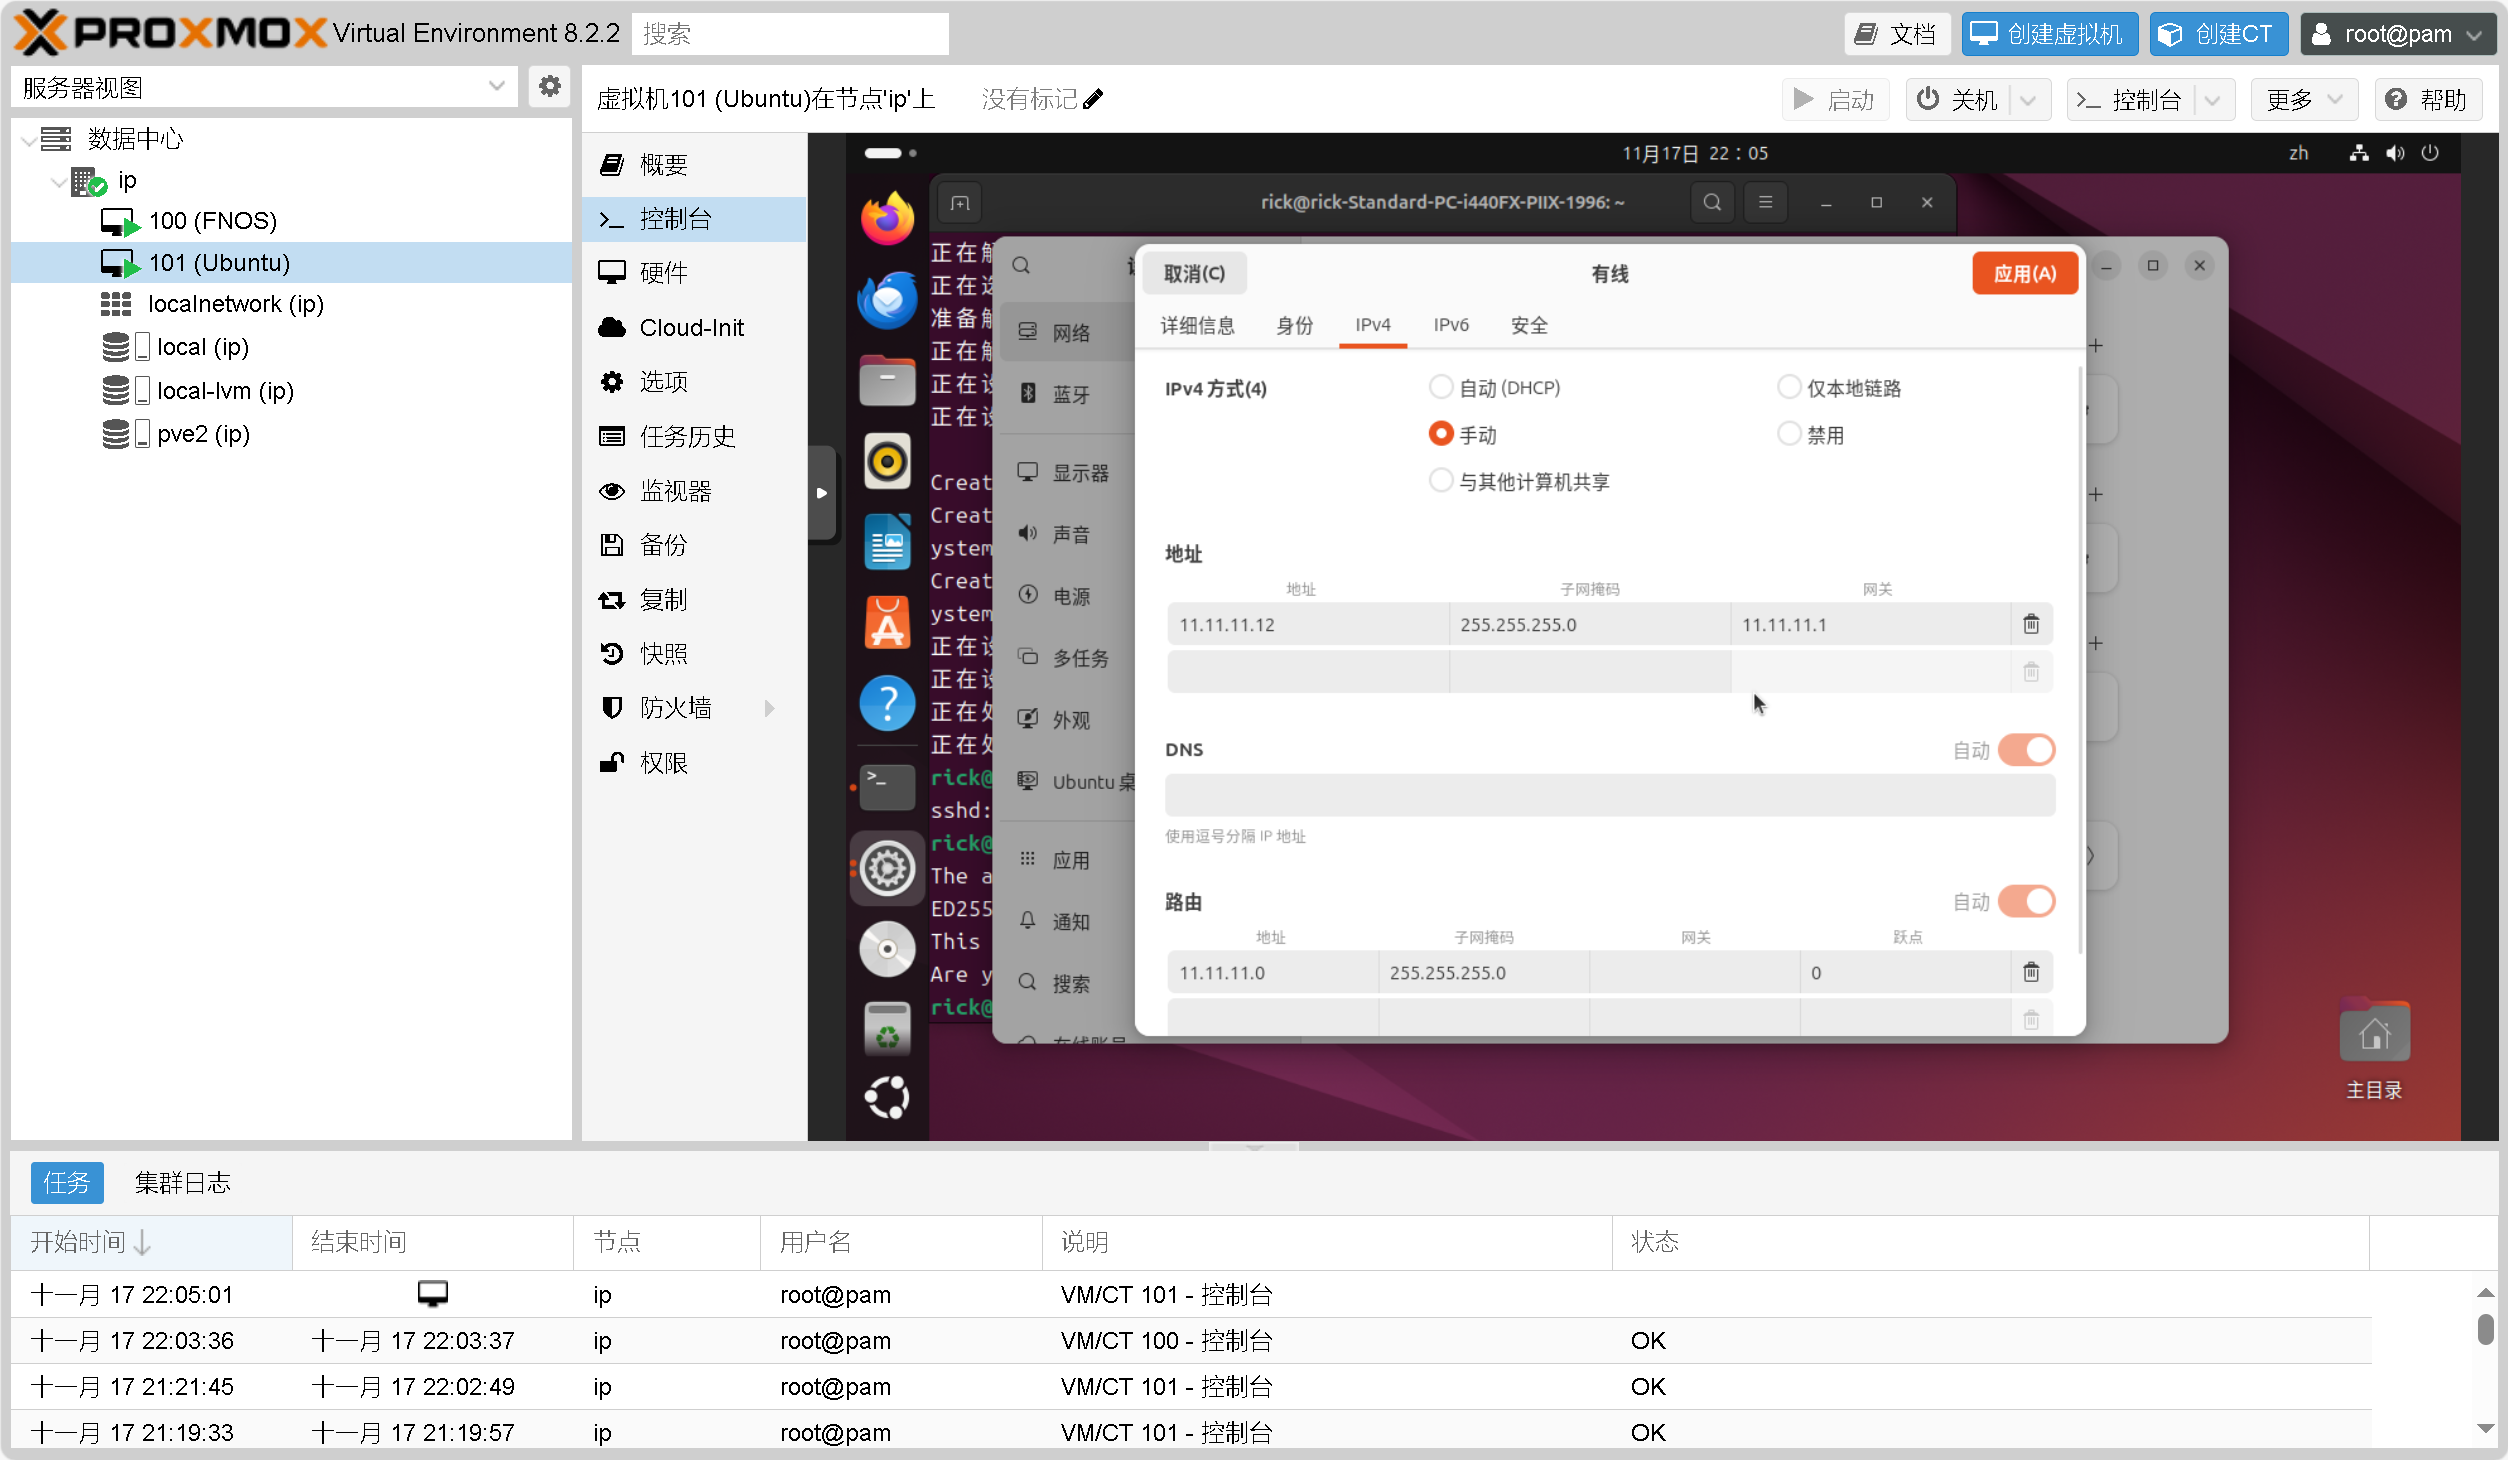 PROXMOX Virtual Environment 8.2.2
搜索
文档
创建虚拟机
创建CT
root@pam
服务器视图
虚拟机101 (Ubuntu)在节点'ip'上
没有标记
启动
关机
控制台
更多
帮助
数据中心
ip
100 (FNOS)
101 (Ubuntu)
localnetwork (ip)
local (ip)
local-lvm (ip)
pve2 (ip)
概要
控制台
硬件
Cloud-Init
选项
任务历史
监视器
备份
复制
快照
防火墙
权限
11月17日 22：05
zh
rick@rick-Standard-PC-i440FX-PIIX-1996: ~
正在
正在
准备
正在
正在
正在
Creat
Creat
ystem
Creat
ystem
正在
正在
正在
正在
rick@
sshd:
rick@
The a
ED255
This
Are y
rick@
网络
蓝牙
显示器
声音
电源
多任务
外观
Ubuntu 桌
应用
通知
搜索
取消(C)
有线
应用(A)
详细信息
身份
IPv4
IPv6
安全
IPv4 方式(4)
自动 (DHCP)
仅本地链路
手动
禁用
与其他计算机共享
地址
地址 子网掩码 网关
11.11.11.12 255.255.255.0 11.11.11.1
DNS
自动
使用逗号分隔 IP 地址
路由
自动
地址 子网掩码 网关 跃点
11.11.11.0 255.255.255.0 0
主目录
任务
集群日志
开始时间 结束时间 节点 用户名 说明 状态
十一月 17 22:05:01 ip root@pam VM/CT 101 - 控制台
十一月 17 22:03:36 十一月 17 22:03:37 ip root@pam VM/CT 100 - 控制台 OK
十一月 17 21:21:45 十一月 17 22:02:49 ip root@pam VM/CT 101 - 控制台 OK
十一月 17 21:19:33 十一月 17 21:19:57 ip root@pam VM/CT 101 - 控制台 OK